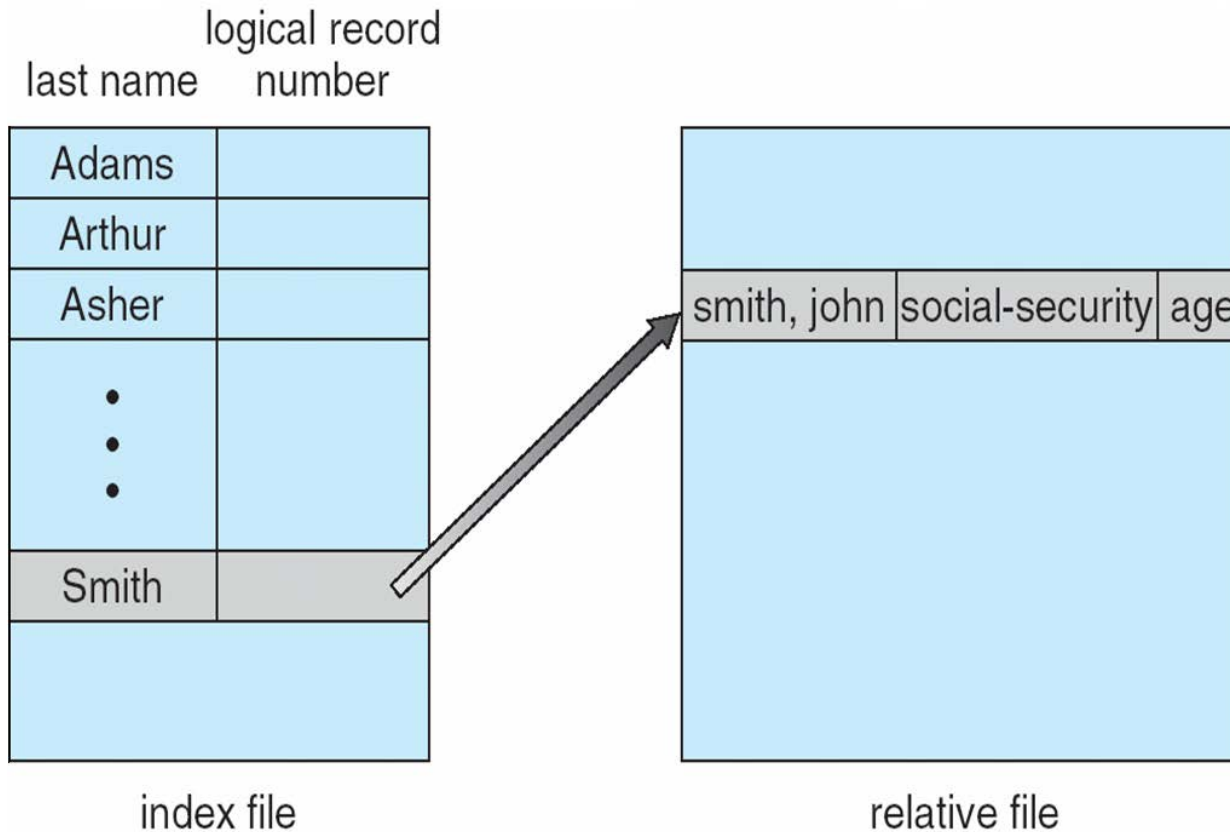 logical record
last name number
Adams
Arthur
Asher
smith, john social-security age
Smith
index file relative file